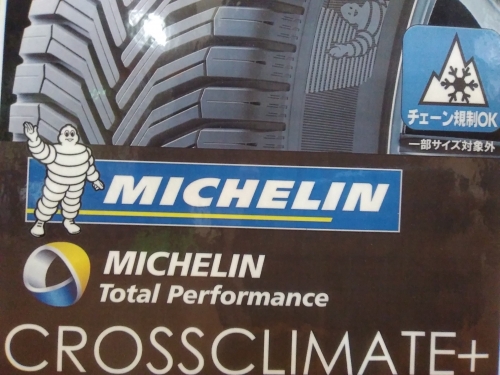 チェーン規制OK
一部サイズ対象外
MICHELIN
MICHELIN
Total Performance
CROSSCLIMATE+